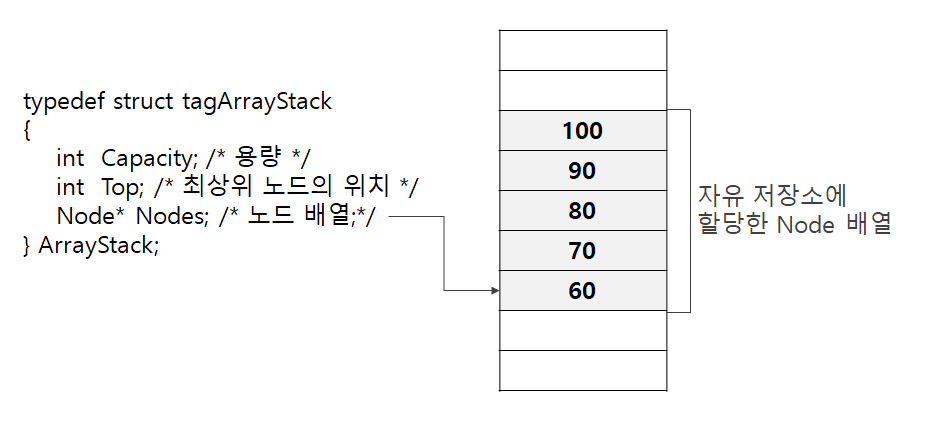 typedef struct tagArrayStack
{
int Capacity; /* 용량 */
int Top; /* 최상위 노드의 위치 */
Node* Nodes; /* 노드 배열;*/
} ArrayStack;
100
90
80
70
60
자유 저장소에
할당한 Node 배열